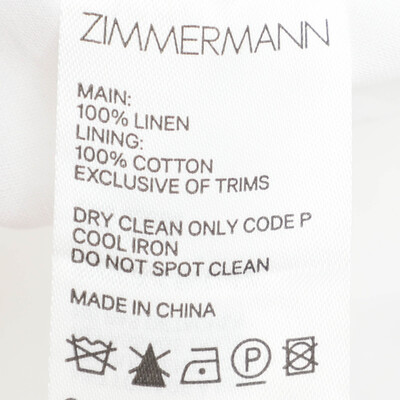 ZIMMERMANN
MAIN:
100% LINEN
LINING:
100% COTTON
EXCLUSIVE OF TRIMS
DRY CLEAN ONLY CODE P
COOL IRON
DO NOT SPOT CLEAN
MADE IN CHINA
P